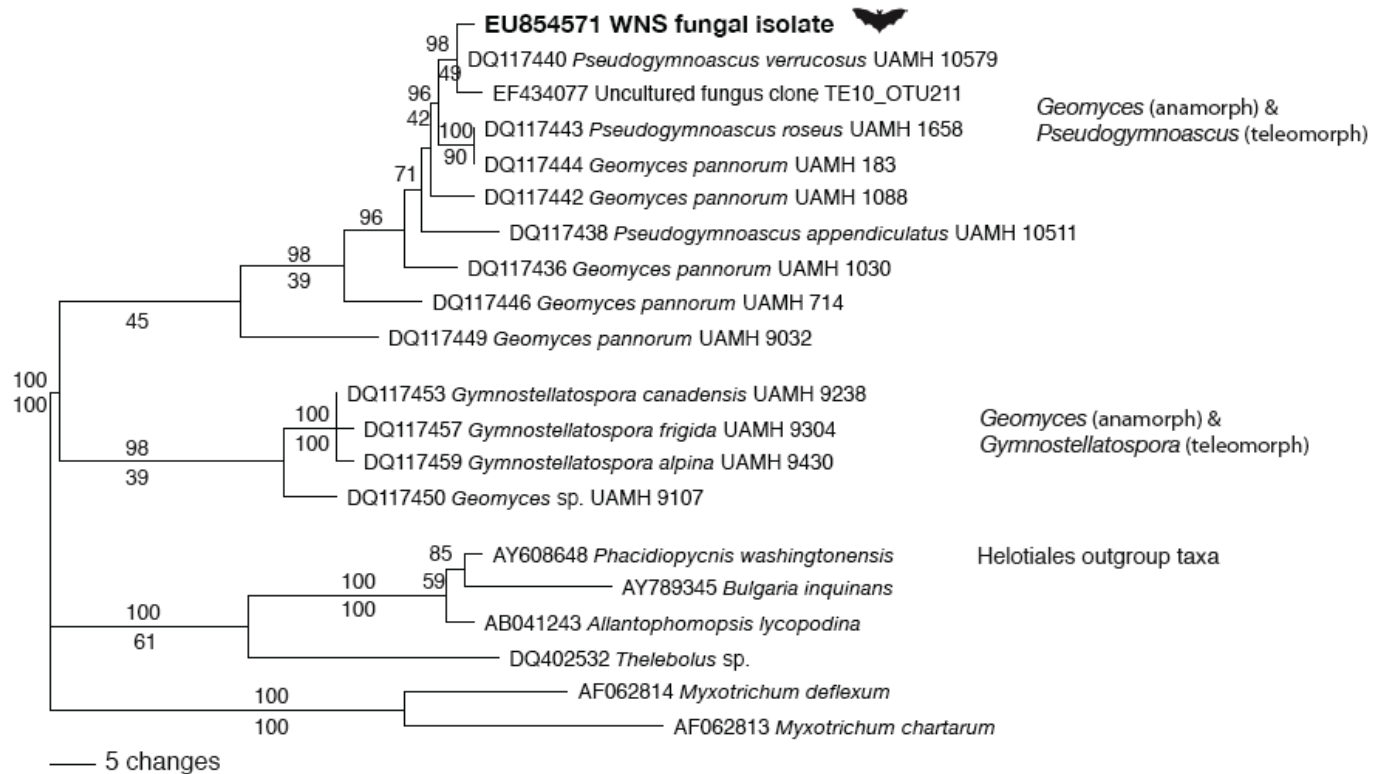 EU854571 WNS fungal isolate
98
DQ117440 Pseudogymnoascus verrucosus UAMH 10579
49
EF434077 Uncultured fungus clone TE10_OTU211
96
42
Geomyces (anamorph) &
Pseudogymnoascus (teleomorph)
100
DQ117443 Pseudogymnoascus roseus UAMH 1658
90
DQ117444 Geomyces pannorum UAMH 183
71
DQ117442 Geomyces pannorum UAMH 1088
96
DQ117438 Pseudogymnoascus appendiculatus UAMH 10511
98
39
DQ117436 Geomyces pannorum UAMH 1030
DQ117446 Geomyces pannorum UAMH 714
45
DQ117449 Geomyces pannorum UAMH 9032
100
100
DQ117453 Gymnostellatospora canadensis UAMH 9238
100
DQ117457 Gymnostellatospora frigida UAMH 9304
100
Geomyces (anamorph) &
Gymnostellatospora (teleomorph)
98
39
DQ117459 Gymnostellatospora alpina UAMH 9430
DQ117450 Geomyces sp. UAMH 9107
85
AY608648 Phacidiopycnis washingtonensis
Helotiales outgroup taxa
59
100
100
AY789345 Bulgaria inquinans
100
61
AB041243 Allantophomopsis lycopodina
DQ402532 Thelebolus sp.
100
100
AF062814 Myxotrichum deflexum
AF062813 Myxotrichum chartarum
5 changes